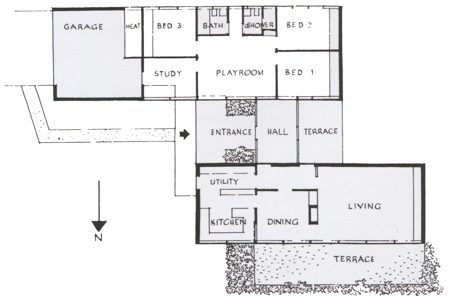 GARAGE
HEAT
BED 3
BATH
SHOWER
BED 2
STUDY
PLAYROOM
BED 1
ENTRANCE
HALL
TERRACE
UTILITY
KITCHEN
DINING
LIVING
TERRACE
N